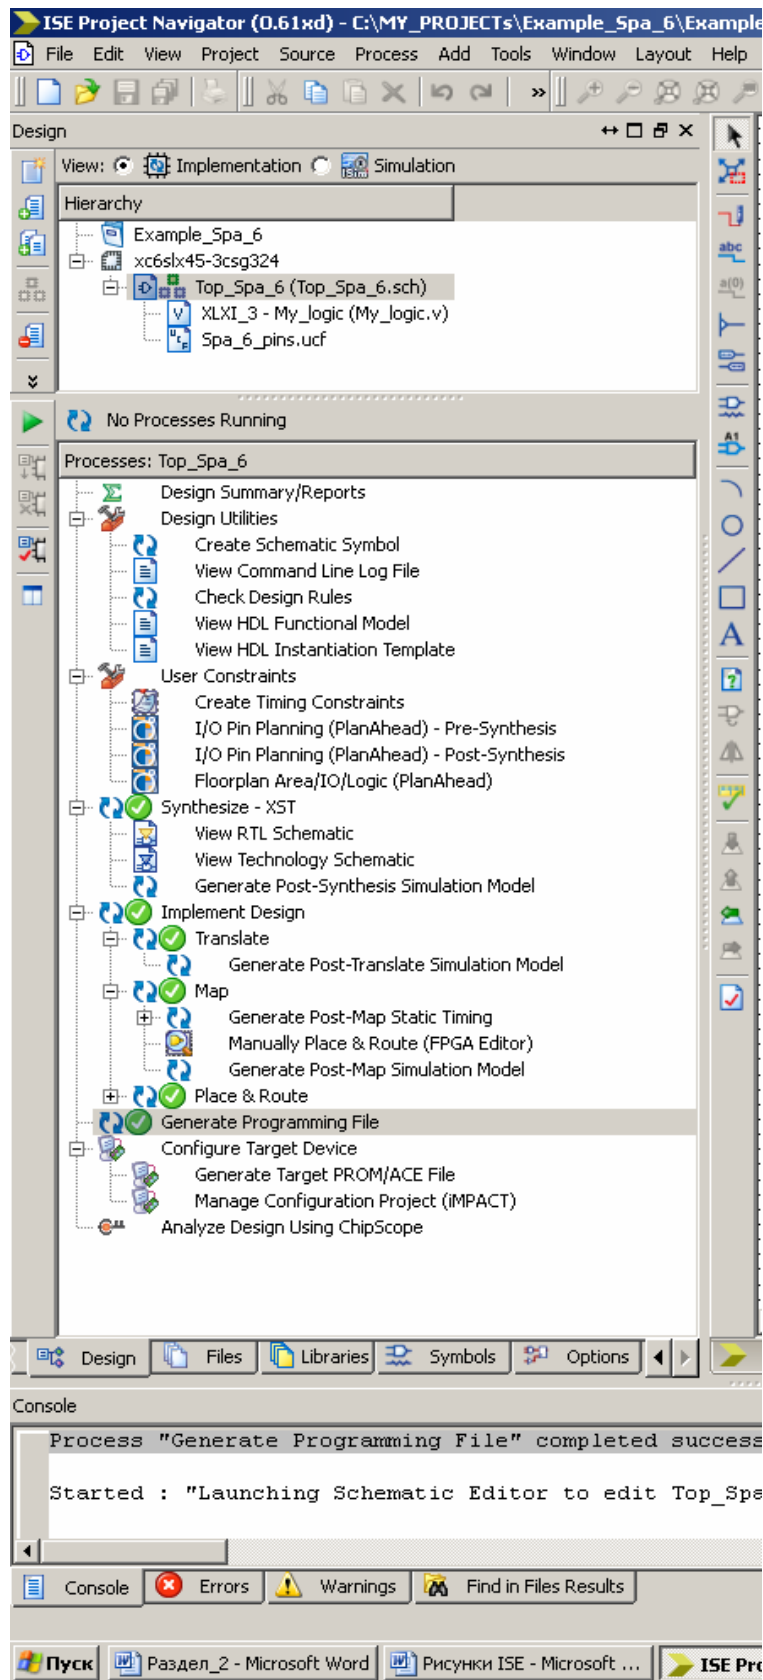 ISE Project Navigator (0.61xd) - C:\MY_PROJECTs\Example_Spa_6\Example
File Edit View Project Source Process Add Tools Window Layout Help
Design
View: Implementation Simulation
Hierarchy
Example_Spa_6
xc6slx45-3csg324
Top_Spa_6 (Top_Spa_6.sch)
XLXI_3 - My_logic (My_logic.v)
Spa_6_pins.ucf
No Processes Running
Processes: Top_Spa_6
Design Summary/Reports
Design Utilities
Create Schematic Symbol
View Command Line Log File
Check Design Rules
View HDL Functional Model
View HDL Instantiation Template
User Constraints
Create Timing Constraints
I/O Pin Planning (PlanAhead) - Pre-Synthesis
I/O Pin Planning (PlanAhead) - Post-Synthesis
Floorplan Area/IO/Logic (PlanAhead)
Synthesize - XST
View RTL Schematic
View Technology Schematic
Generate Post-Synthesis Simulation Model
Implement Design
Translate
Generate Post-Translate Simulation Model
Map
Generate Post-Map Static Timing
Manually Place & Route (FPGA Editor)
Generate Post-Map Simulation Model
Place & Route
Generate Programming File
Configure Target Device
Generate Target PROM/ACE File
Manage Configuration Project (iMPACT)
Analyze Design Using ChipScope
Design Files Libraries Symbols Options
Console
Process "Generate Programming File" completed success
Started : "Launching Schematic Editor to edit Top_Spa
Console Errors Warnings Find in Files Results
Пуск Раздел_2 - Microsoft Word Рисунки ISE - Microsoft ... ISE Pro
abc
a(0)
A1
A